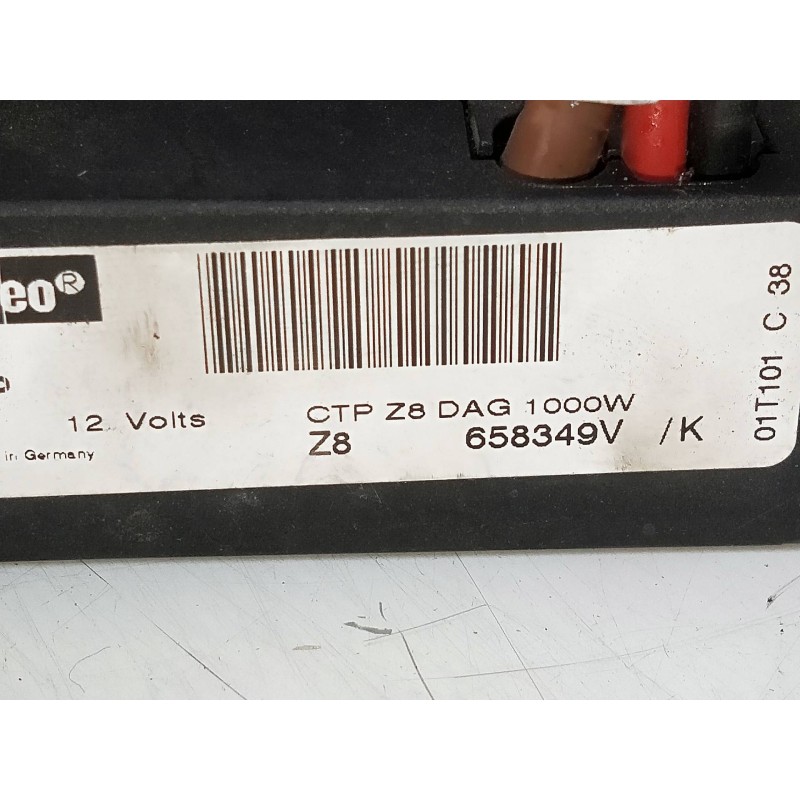 eo®
12 Volts
CTP Z8 DAG 1000W
in Germany
Z8 658349V /K
01T101 C 38